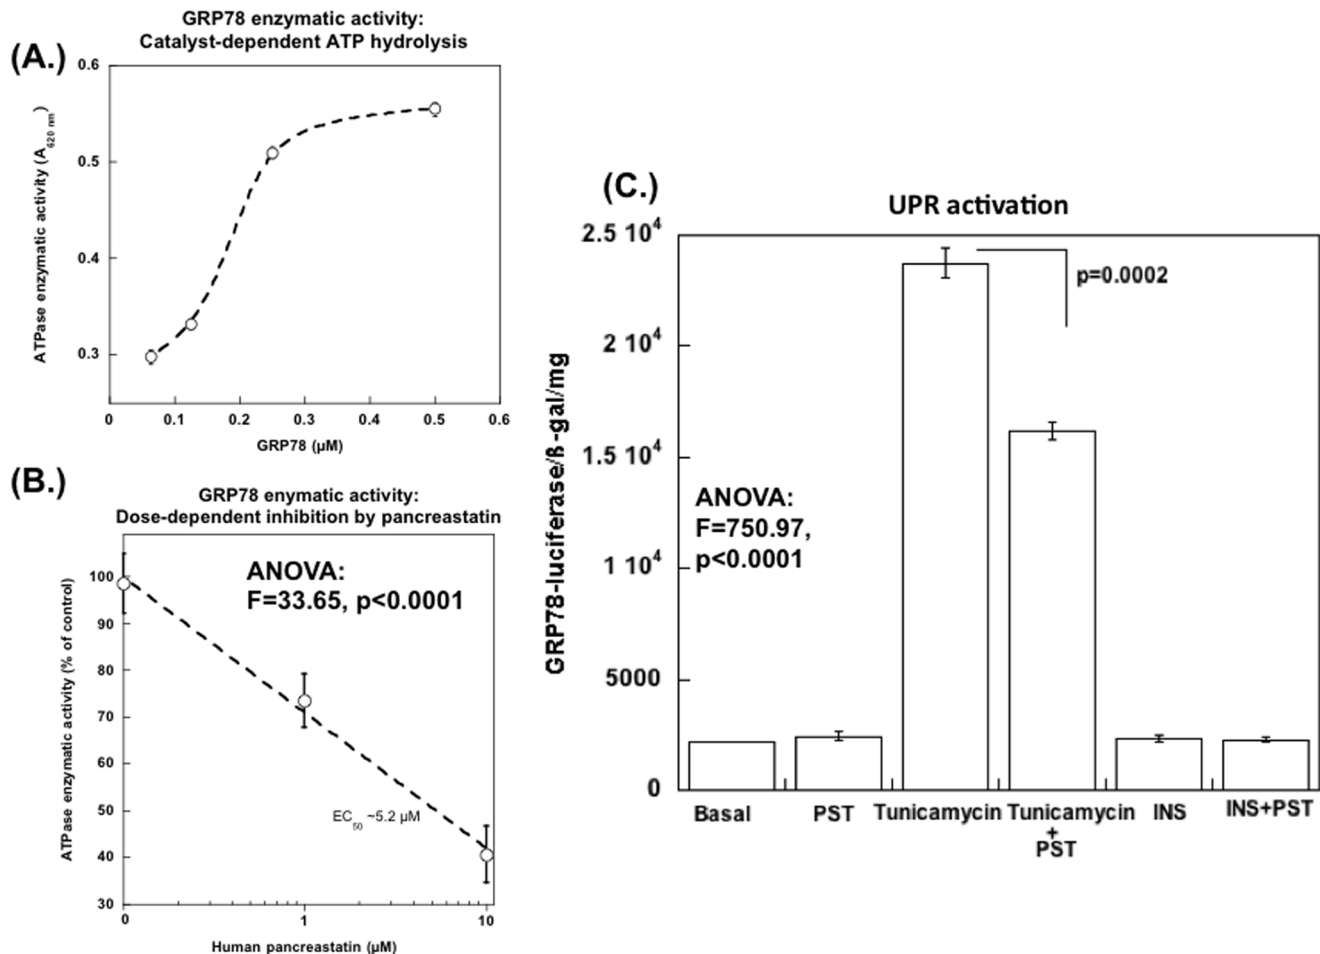 (A.)
GRP78 enzymatic activity:
Catalyst-dependent ATP hydrolysis
ATPase enzymatic activity (A620 nm)
0.6
0.5
0.4
0.3
0 0.1 0.2 0.3 0.4 0.5 0.6
GRP78 (µM)
(B.)
GRP78 enymatic activity:
Dose-dependent inhibition by pancreastatin
ANOVA:
F=33.65, p<0.0001
ATPase enzymatic activity (% of control)
100
90
80
70
60
50
40
30
EC50 ~5.2 µM
0 1 10
Human pancreastatin (µM)
(C.)
UPR activation
GRP78-luciferase/ß-gal/mg
2.5 10^4
2 10^4
1.5 10^4
1 10^4
5000
0
p=0.0002
ANOVA:
F=750.97,
p<0.0001
Basal PST Tunicamycin Tunicamycin + PST INS INS+PST